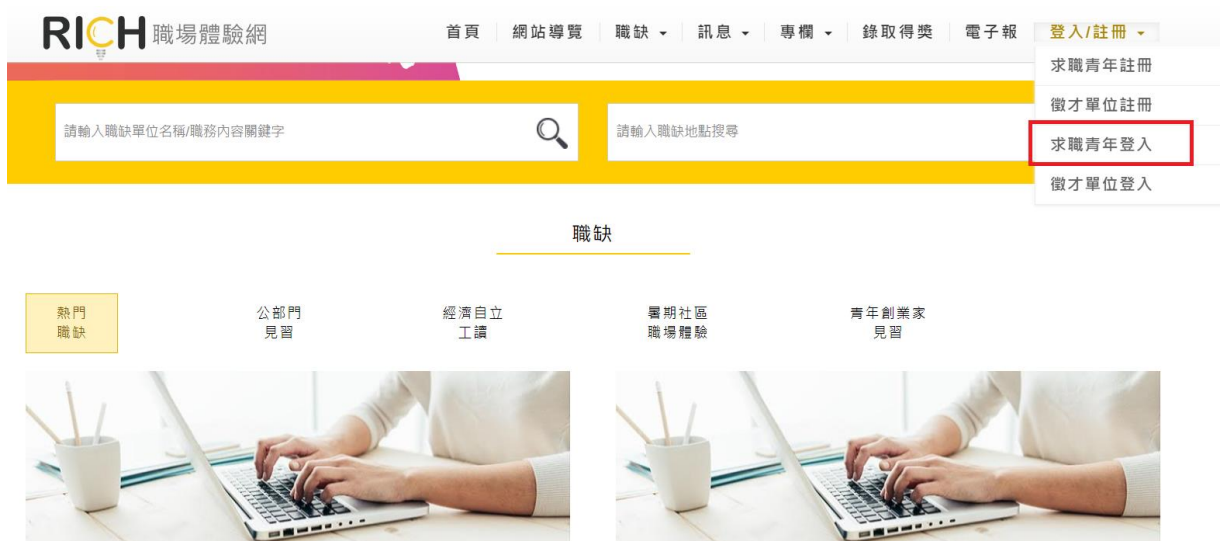 RICH 職場體驗網
首頁 網站導覽 職缺 訊息 專欄 錄取得獎 電子報 登入/註冊
求職青年註冊
徵才單位註冊
求職青年登入
徵才單位登入
請輸入職缺單位名稱/職務內容關鍵字
請輸入職缺地點搜尋
職缺
熱門
職缺
公部門
見習
經濟自立
工讀
暑期社區
職場體驗
青年創業家
見習